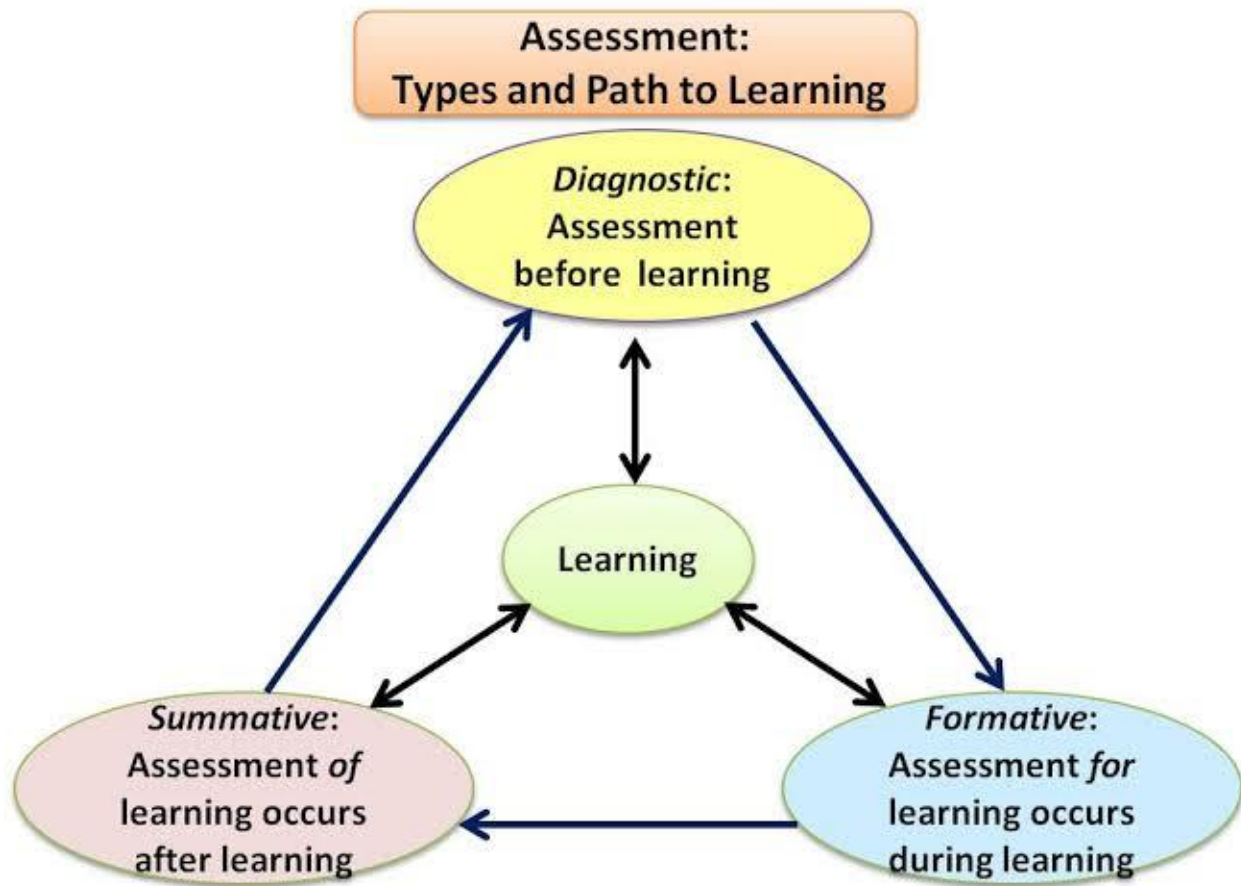 Assessment:
Types and Path to Learning
Diagnostic:
Assessment
before learning
Learning
Summative:
Assessment of
learning occurs
after learning
Formative:
Assessment for
learning occurs
during learning